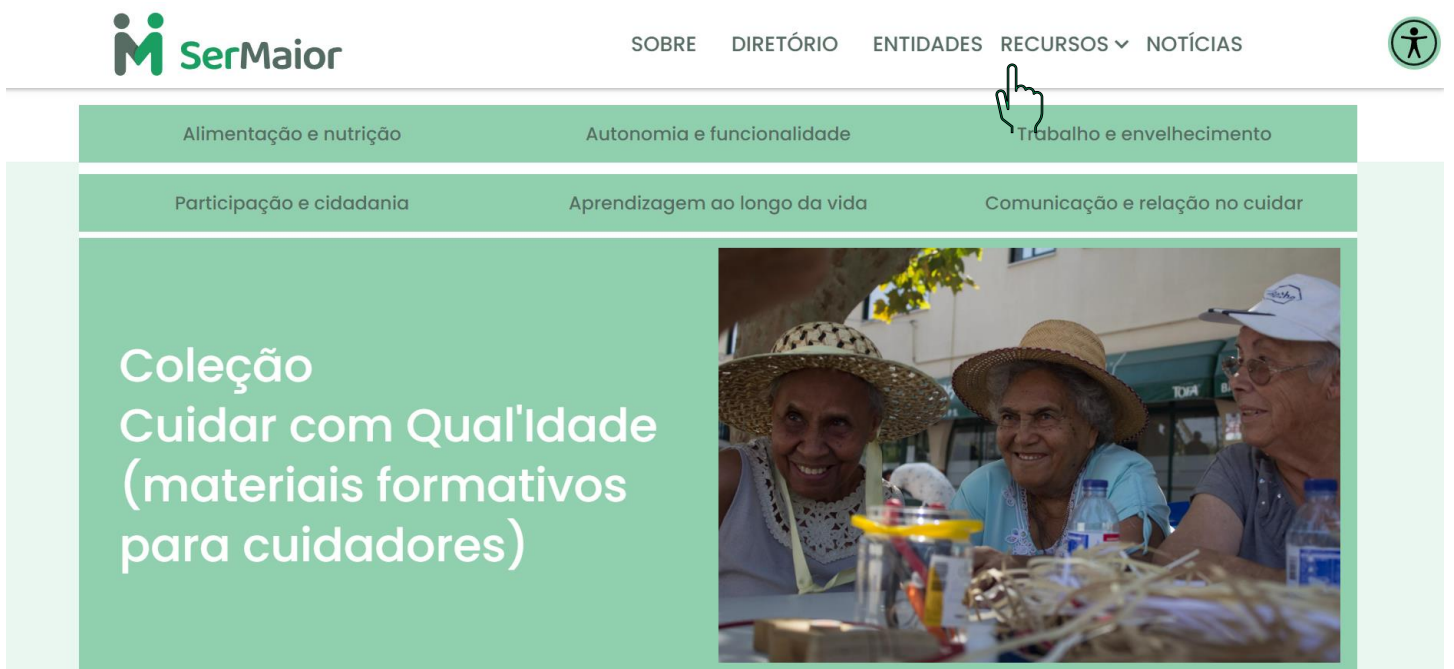 SerMaior
SOBRE DIRETÓRIO ENTIDADES RECURSOS NOTÍCIAS
Alimentação e nutrição Autonomia e funcionalidade Trabalho e envelhecimento
Participação e cidadania Aprendizagem ao longo da vida Comunicação e relação no cuidar
Coleção
Cuidar com Qual'Idade
(materiais formativos
para cuidadores)
TOFA